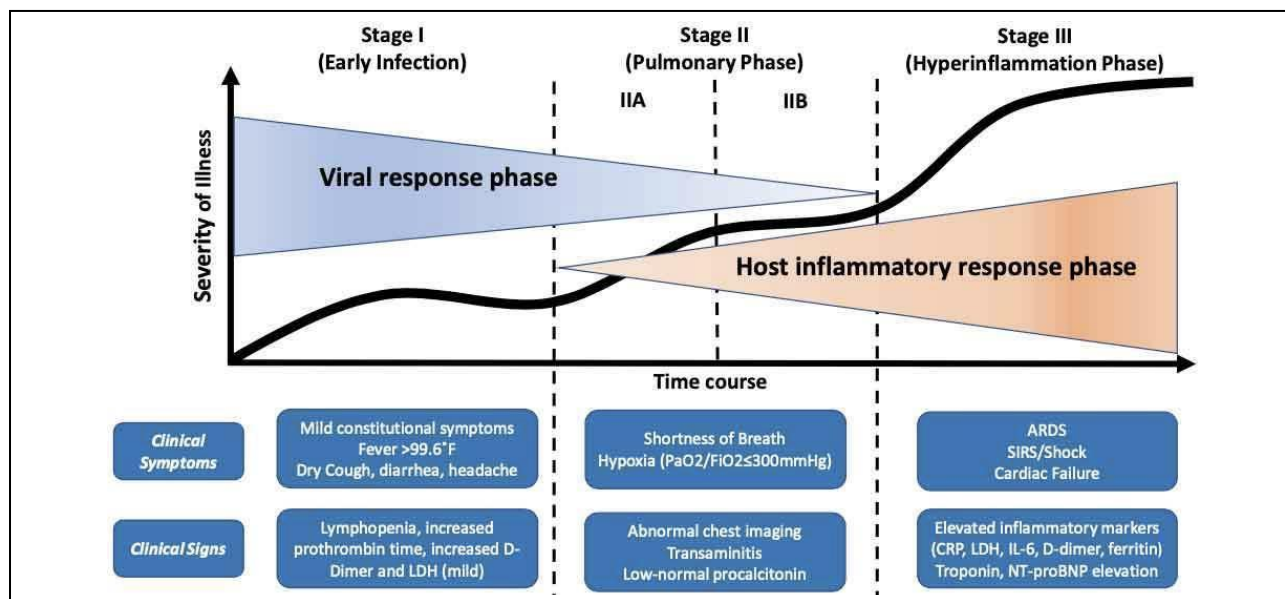 Stage I
(Early Infection)
Stage II
(Pulmonary Phase)
Stage III
(Hyperinflammation Phase)
IIA
IIB
Severity of Illness
Viral response phase
Host inflammatory response phase
Time course
Clinical
Symptoms
Mild constitutional symptoms
Fever >99.6°F
Dry Cough, diarrhea, headache
Shortness of Breath
Hypoxia (PaO2/FiO2≤300mmHg)
ARDS
SIRS/Shock
Cardiac Failure
Clinical Signs
Lymphopenia, increased
prothrombin time, increased D-
Dimer and LDH (mild)
Abnormal chest imaging
Transaminitis
Low-normal procalcitonin
Elevated inflammatory markers
(CRP, LDH, IL-6, D-dimer, ferritin)
Troponin, NT-proBNP elevation